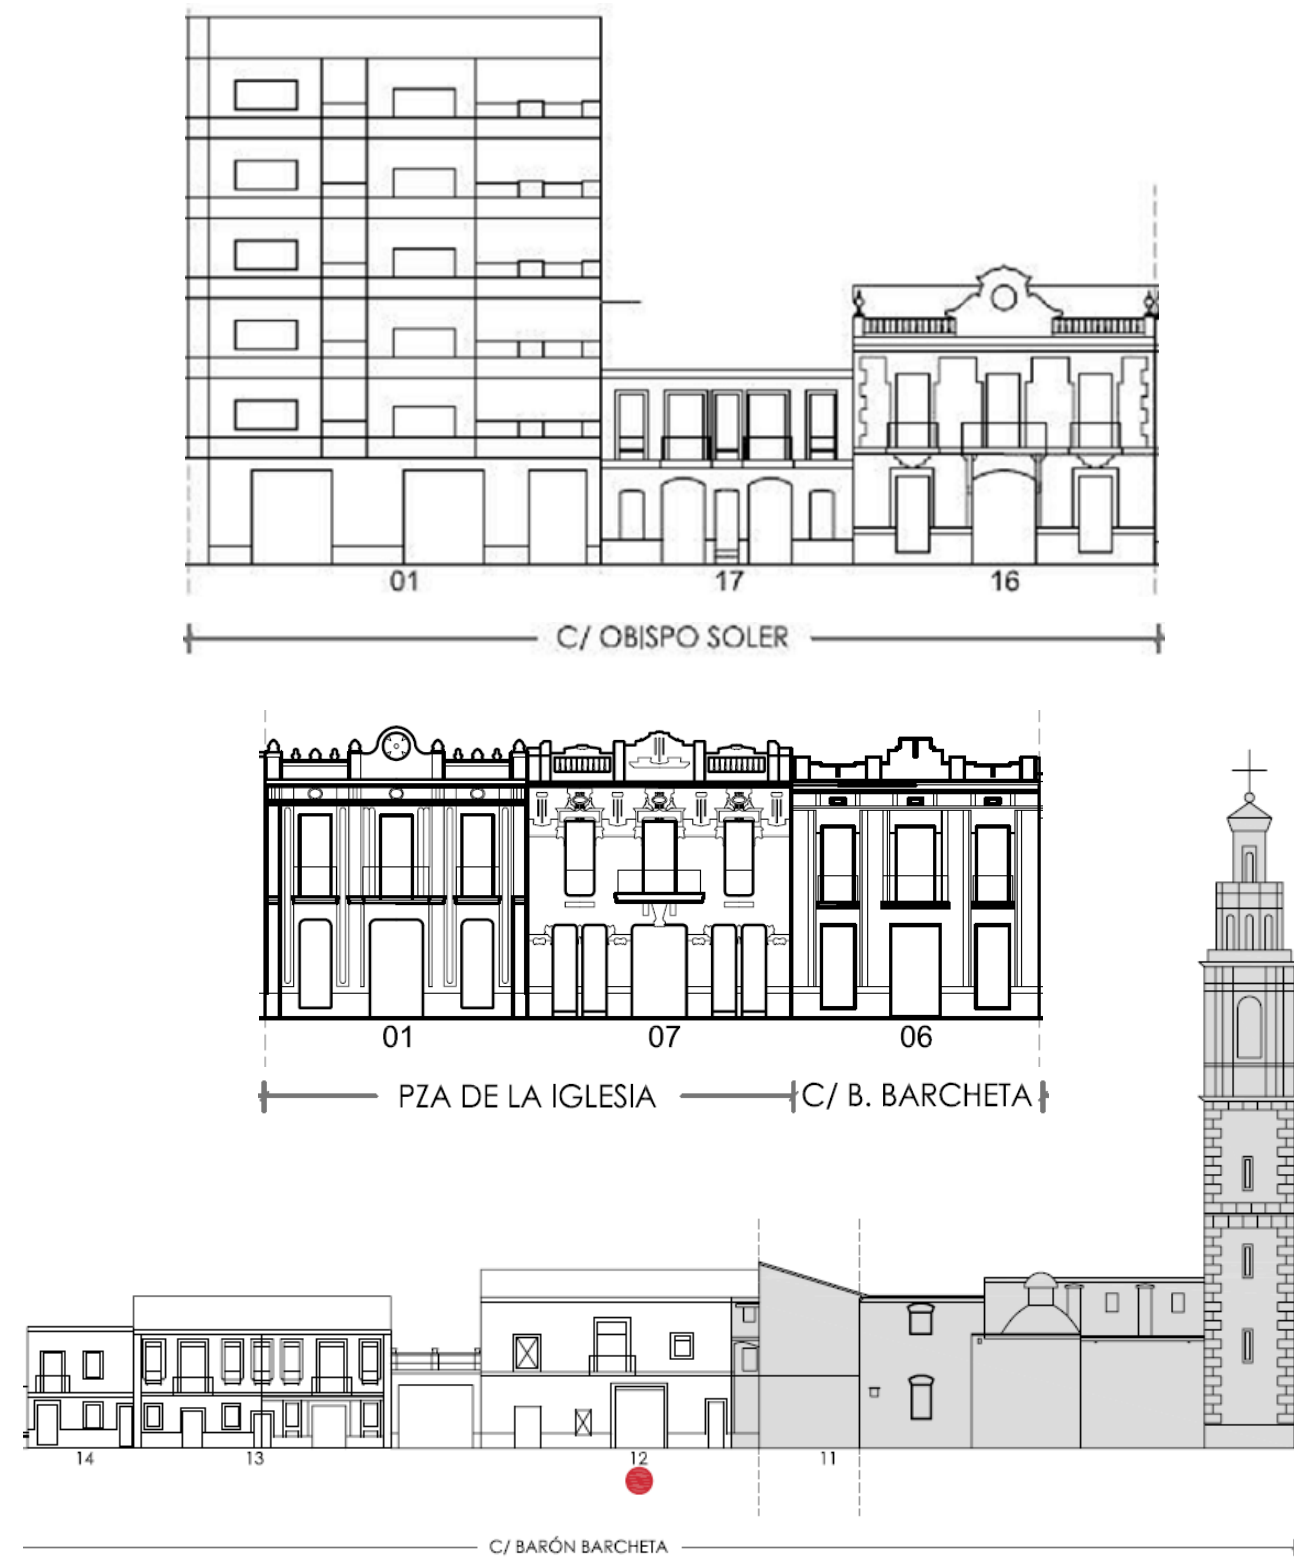 01 17 16
C/ OBISPO SOLER
01 07 06
PZA DE LA IGLESIA C/ B. BARCHETA
14 13 12 11
C/ BARÓN BARCHETA